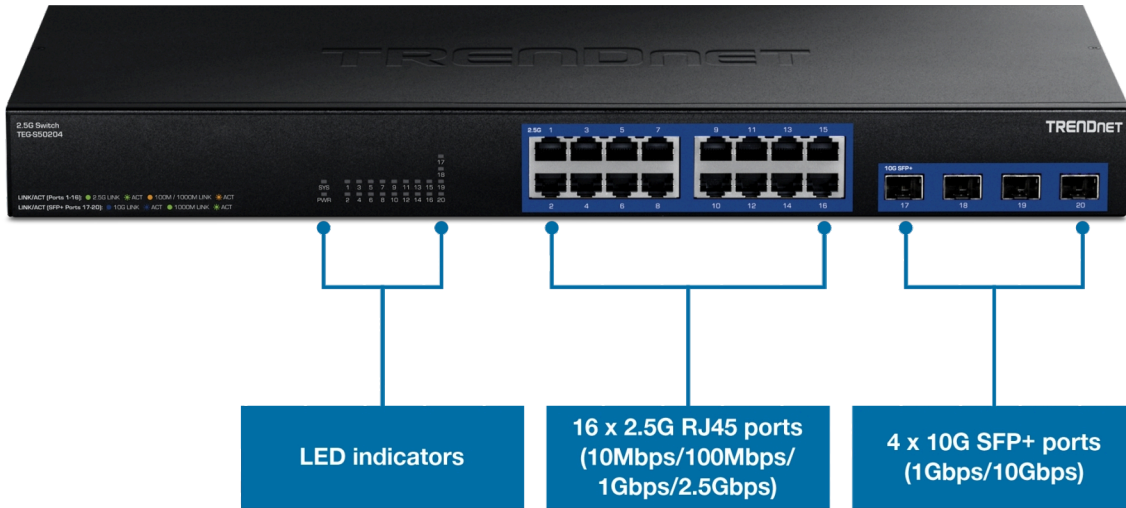 TRENDNET
2.5G Switch
TEG-S50204
TRENDNET
2.5G 1 3 5 7 9 11 13 15
10G SFP+
17
18
SYS 1 3 5 7 9 11 13 15 19
PWR 2 4 6 8 10 12 14 16 20
2 4 6 8 10 12 14 16
17 18 19 20
LINK/ACT (Ports 1-16): 2.5G LINK ACT 100M / 1000M LINK ACT
LINK/ACT (SFP+ Ports 17-20): 10G LINK ACT 1000M LINK ACT
LED indicators
16 x 2.5G RJ45 ports
(10Mbps/100Mbps/
1Gbps/2.5Gbps)
4 x 10G SFP+ ports
(1Gbps/10Gbps)